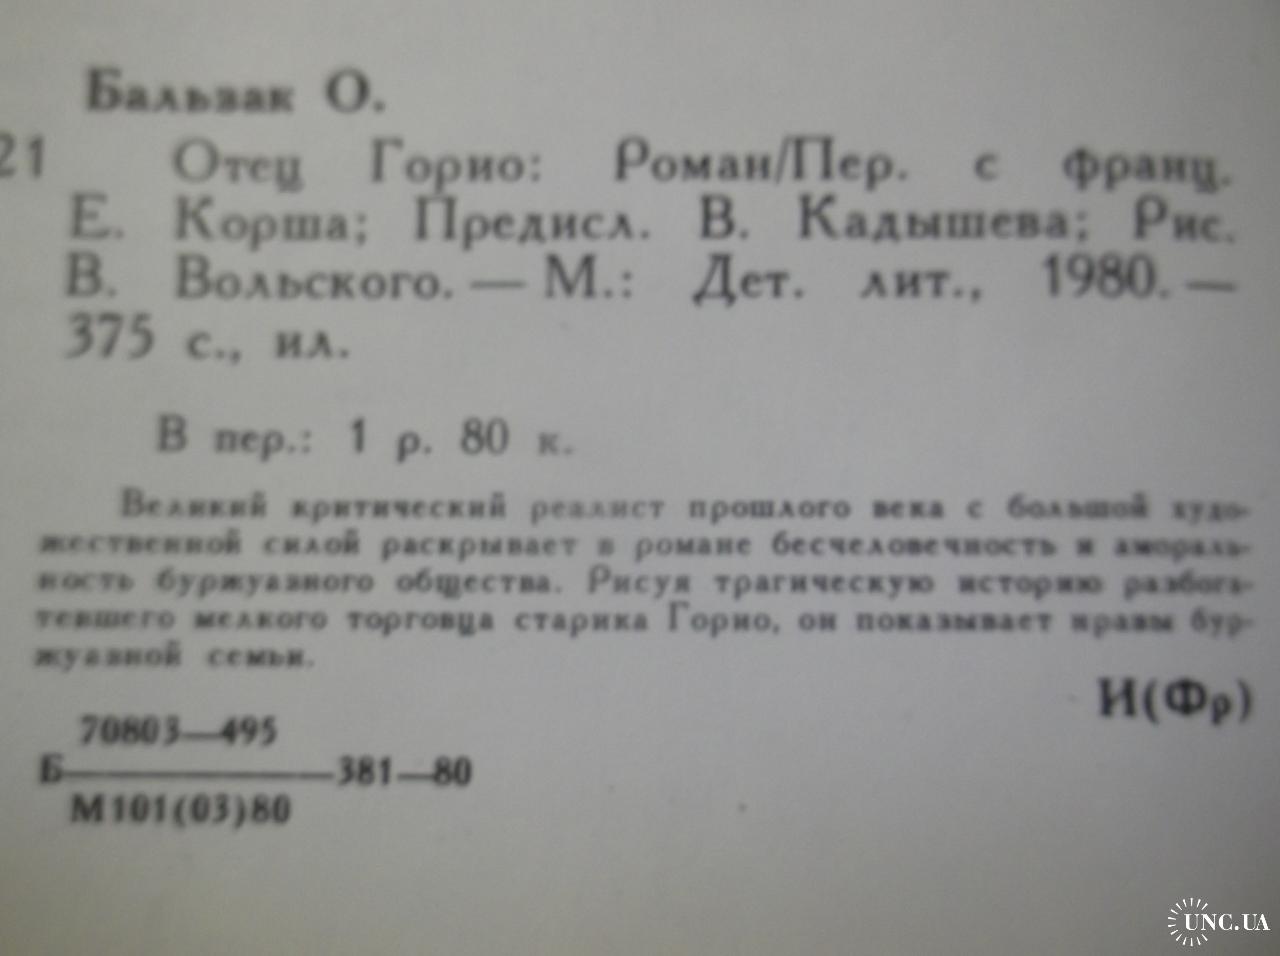 Бальзак О.
21 Отец Горио: Роман/Пер. с франц.
Е. Корша; Предисл. В. Кадышева; Рис.
В. Вольского. — М.: Дет. лит., 1980. —
375 с., ил.
В пер.: 1 р. 80 к.
Великий критический реалист прошлого века с большой худо-
жественной силой раскрывает в романе бесчеловечность и амораль-
ность буржуазного общества. Рисуя трагическую историю разбога-
тевшего мелкого торговца старика Горио, он показывает нравы бур-
жуазной семьи.
И(Фр)
70803—495
Б————————381—80
М101(03)80
UNC.UA